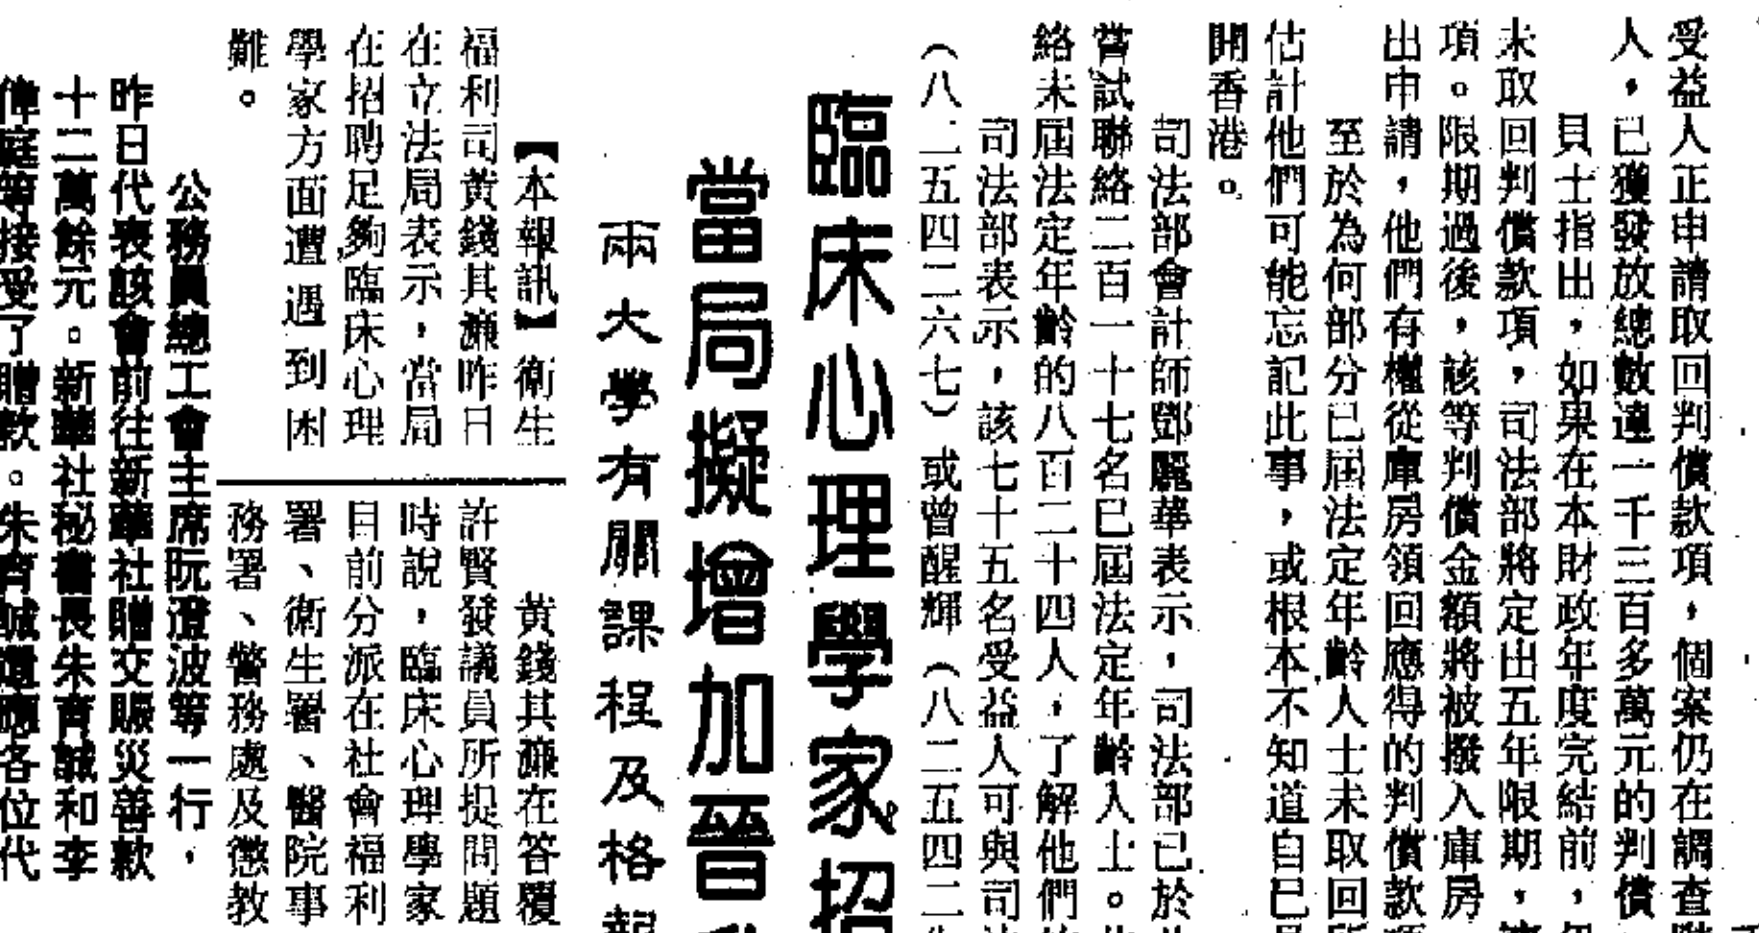 受益人正申請取回判償款項，個案仍在調查
人，已獲發放總數達一千三百多萬元的判償
貝士指出，如果在本財政年度完結前，
未取回判償款項，司法部將定出五年限期，
項。限期過後，該等判償金額將被撥入庫房
出申請，他們有權從庫房領回應得的判償款
至於為何部分已屆法定年齡人士未取回
估計他們可能忘記此事，或根本不知道自已
開香港。
司法部會計師鄧麗華表示，司法部已於
嘗試聯絡二百一十七名已屆法定年齡人士。
絡未屆法定年齡的八百二十四人，了解他們
司法部表示，該七十五名受益人可與司
（八二五四二六七）或曾醒輝（八二五四二
臨床心理學家招
當局擬增加晉
兩大學有關課程及格
【本報訊】衛生
福利司黃錢其濂昨日
在立法局表示，當局
在招聘足夠臨床心理
學家方面遭遇到困
難。
黃錢其濂在答覆
許賢發議員所提問題
時說，臨床心理學家
目前分派在社會福利
署、衛生署、醫院事
務署、警務處及懲教
公務員總工會主席阮澄波等一行，
昨日代表該會前往新華社贈交賑災善款
十二萬餘元。新華社秘書長朱育誠和李
偉庭等接受了贈款。朱育誠還應各位代